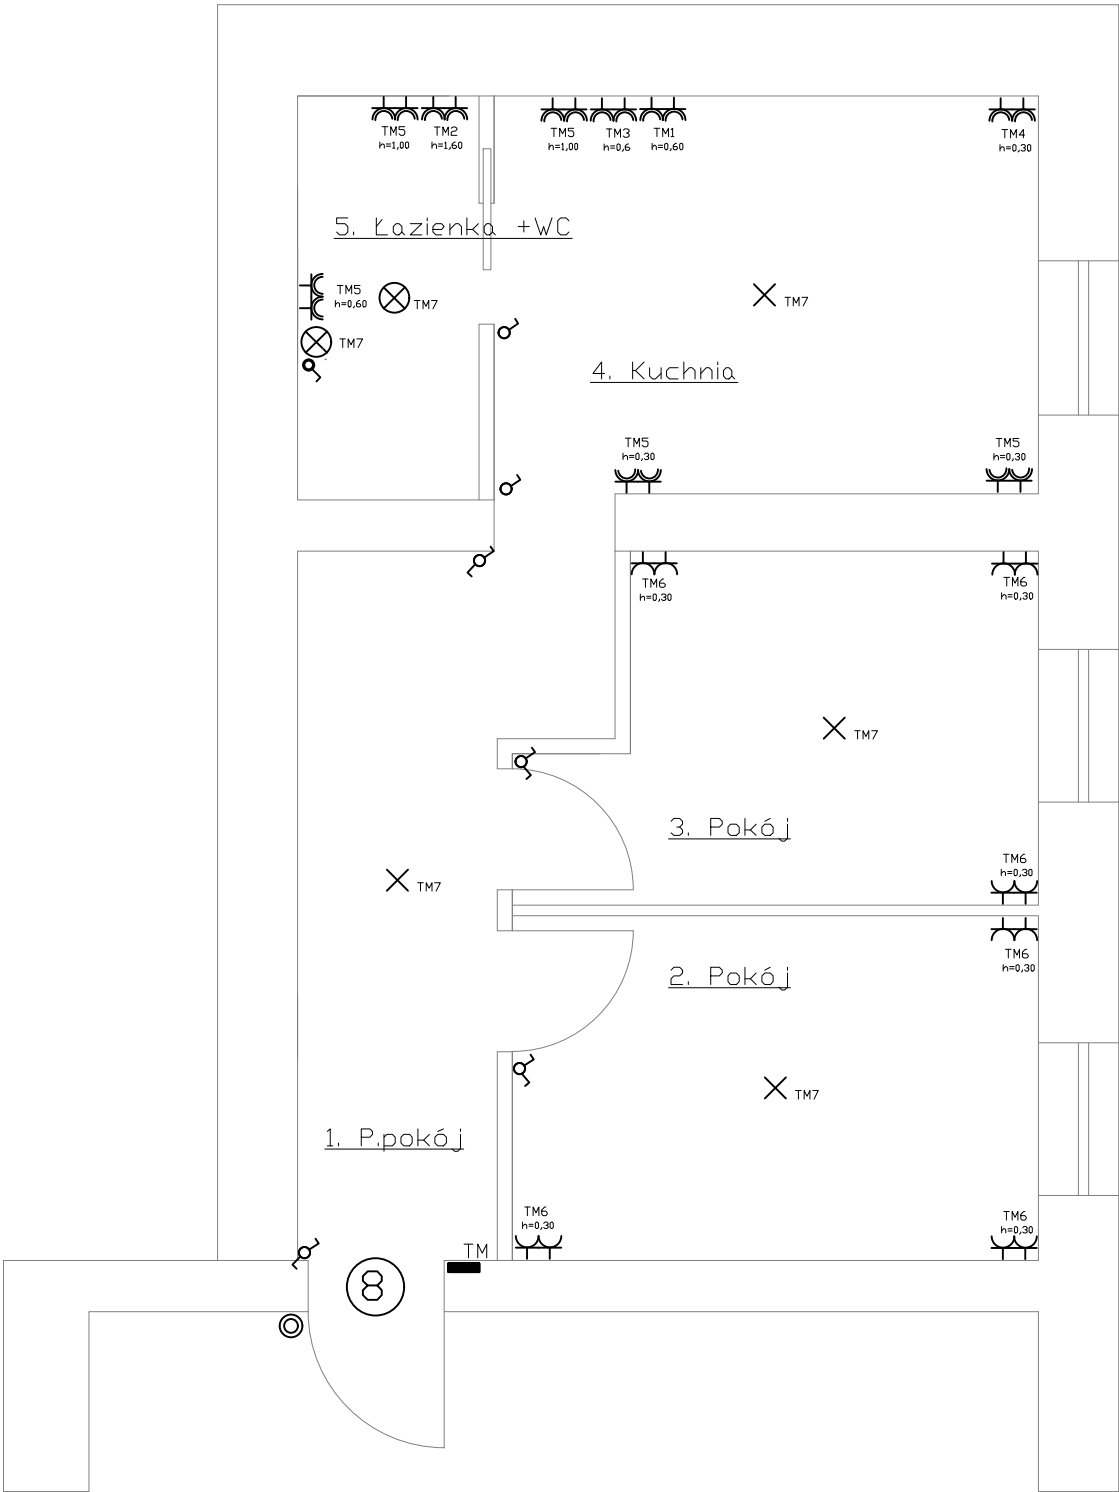 TM5 TM2 TM5 TM3 TM1 TM4
h=1,00 h=1,60 h=1,00 h=0,6 h=0,60 h=0,30
5. Łazienka +WC
TM5
h=0,60
TM7
TM7
TM7
4. Kuchnia
TM5 TM5
h=0,30 h=0,30
TM6 TM6
h=0,30 h=0,30
TM7
3. Pokój
TM6
h=0,30
TM7
TM6
h=0,30
2. Pokój
TM7
1. P.pokój
TM6 TM6
h=0,30 h=0,30
TM
8